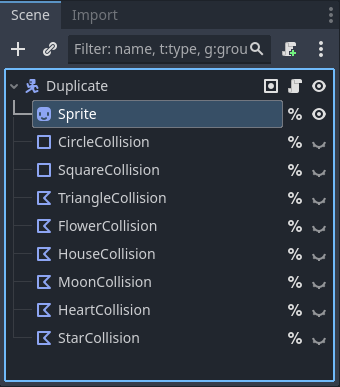 Scene Import
Filter: name, t:type, g:grou
Duplicate
Sprite %
CircleCollision %
SquareCollision %
TriangleCollision %
FlowerCollision %
HouseCollision %
MoonCollision %
HeartCollision %
StarCollision %